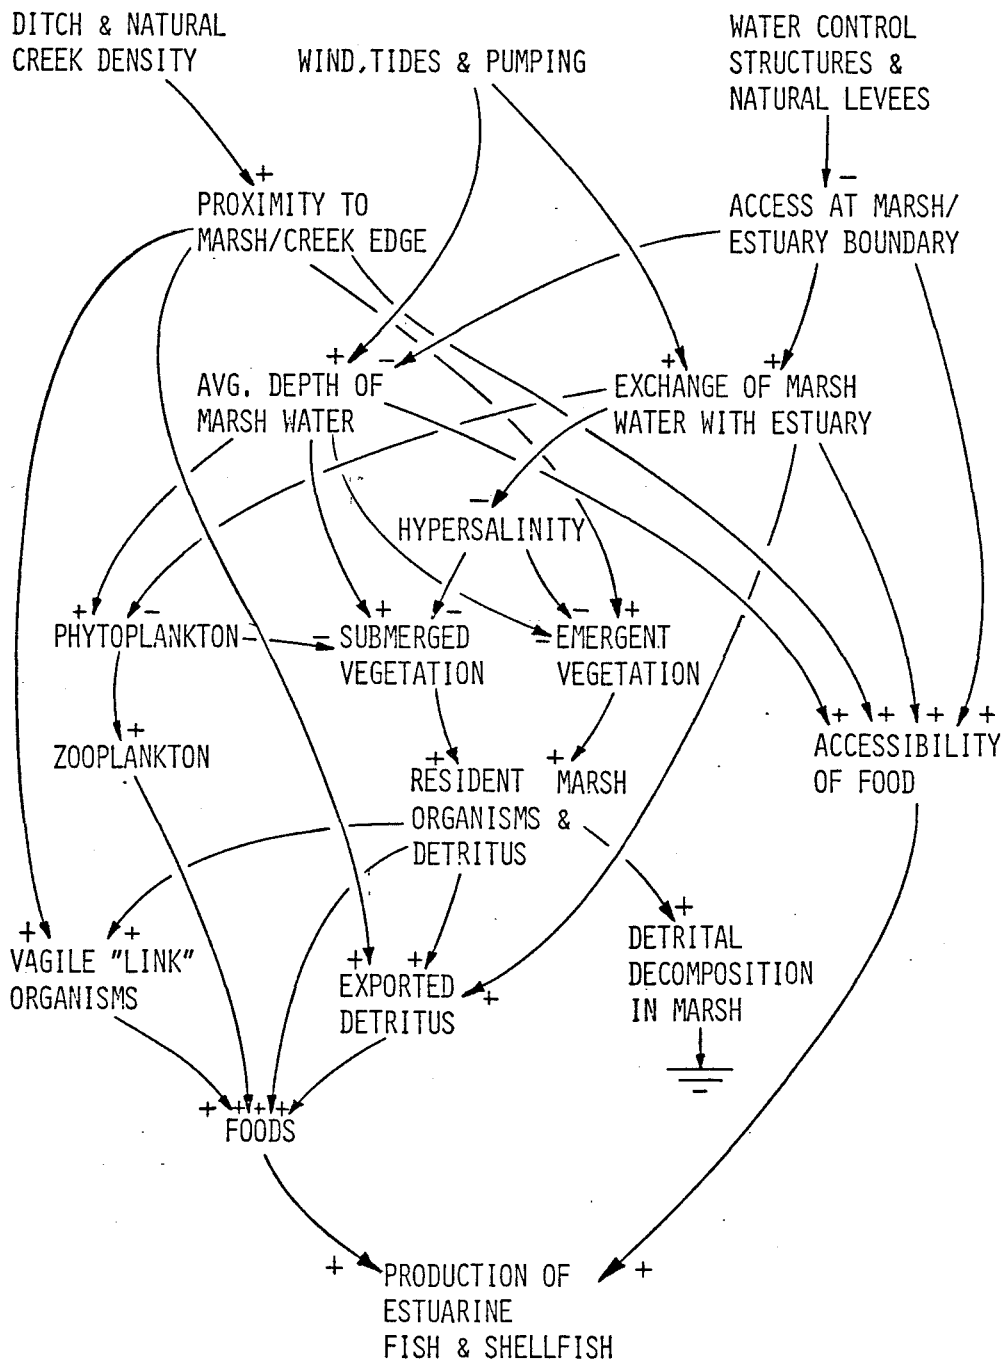 DITCH & NATURAL
CREEK DENSITY
WIND, TIDES & PUMPING
WATER CONTROL
STRUCTURES &
NATURAL LEVEES
+
PROXIMITY TO
MARSH/CREEK EDGE
-
ACCESS AT MARSH/
ESTUARY BOUNDARY
+ -
AVG. DEPTH OF
MARSH WATER
+ +
EXCHANGE OF MARSH
WATER WITH ESTUARY
-
HYPERSALINITY
+ -
PHYTOPLANKTON
+ -
- SUBMERGED
VEGETATION
- +
- EMERGENT
VEGETATION
+
ZOOPLANKTON
+ + + +
ACCESSIBILITY
OF FOOD
+ +
RESIDENT MARSH
ORGANISMS &
DETRITUS
+ +
VAGILE "LINK"
ORGANISMS
+ +
EXPORTED
DETRITUS +
+
DETRITAL
DECOMPOSITION
IN MARSH
+ + + +
FOODS
+ +
PRODUCTION OF
ESTUARINE
FISH & SHELLFISH